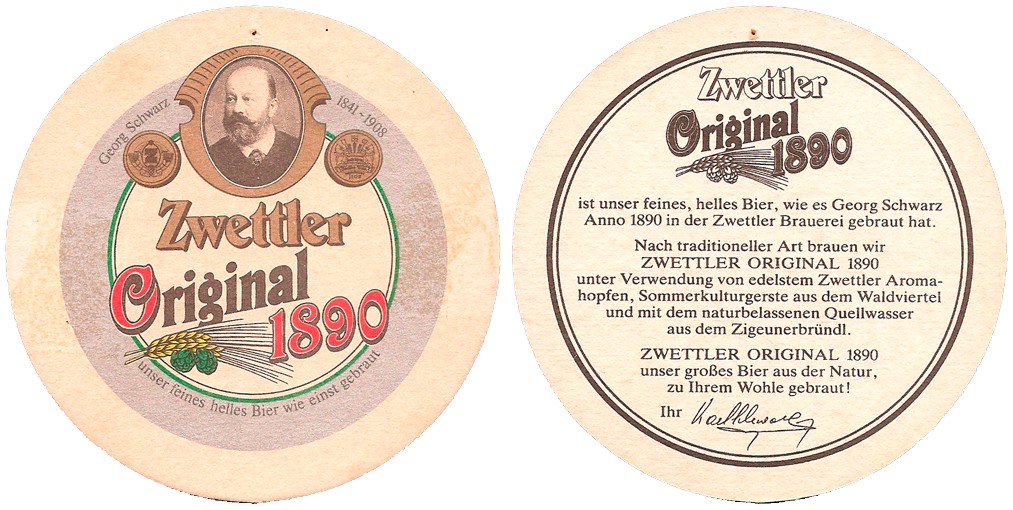 Georg Schwarz
1841-1908
Zwettler
Original
1890
unser feines helles Bier wie einst gebraut
Zwettler
Original
1890
ist unser feines, helles Bier, wie es Georg Schwarz
Anno 1890 in der Zwettler Brauerei gebraut hat.
Nach traditioneller Art brauen wir
ZWETTLER ORIGINAL 1890
unter Verwendung von edelstem Zwettler Aroma-
hopfen, Sommerkulturgerste aus dem Waldviertel
und mit dem naturbelassenen Quellwasser
aus dem Zigeunerbründl.
ZWETTLER ORIGINAL 1890
unser großes Bier aus der Natur,
zu Ihrem Wohle gebraut!
Ihr Karl Schwarz